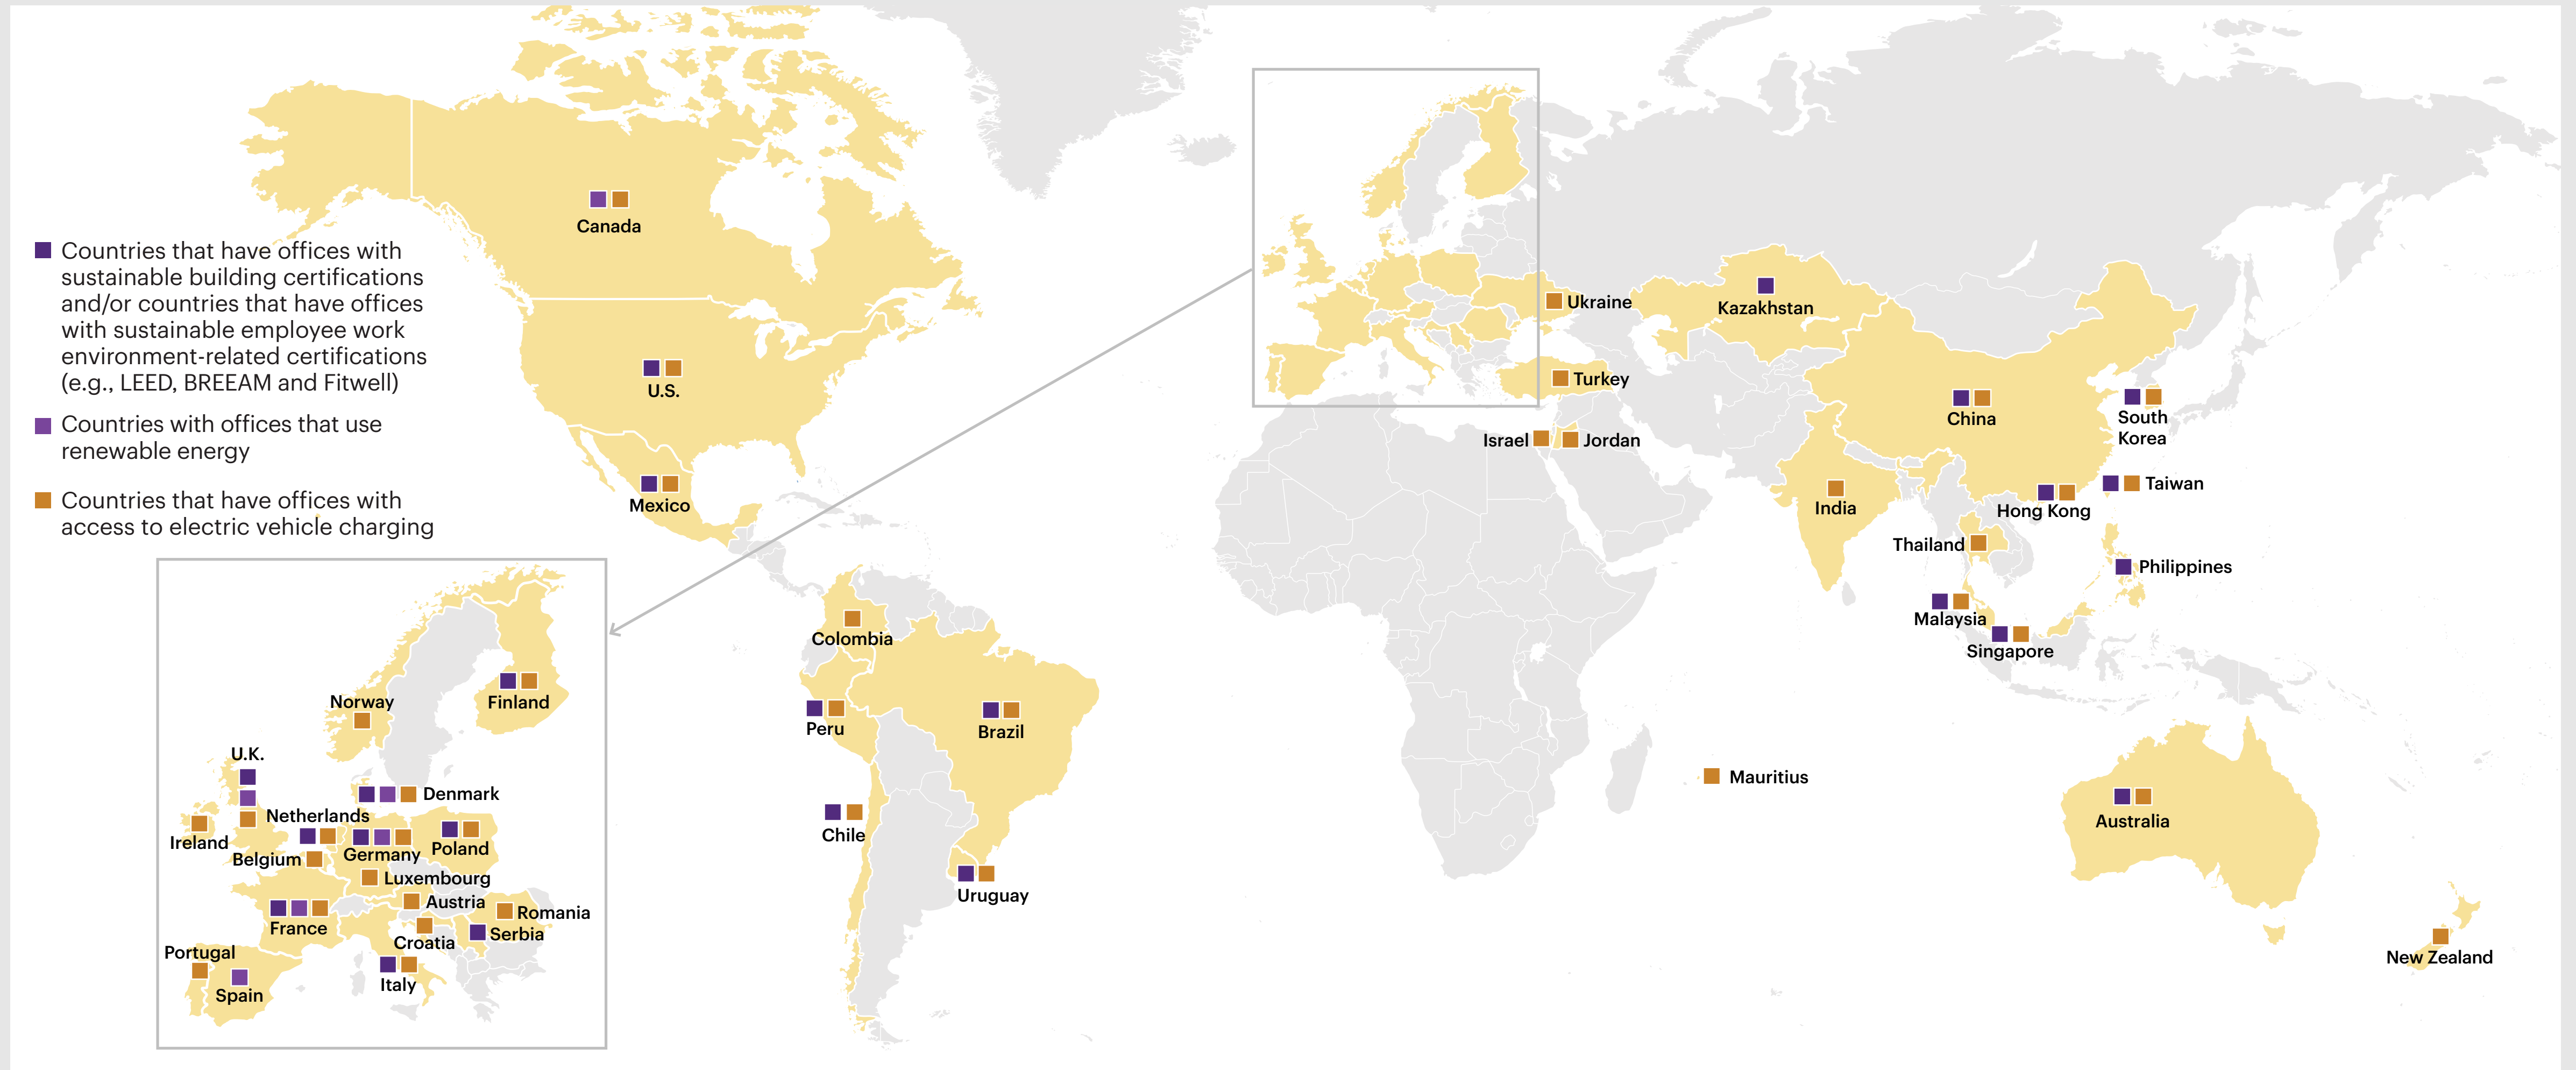 Countries that have offices with
sustainable building certifications
and/or countries that have offices
with sustainable employee work
environment-related certifications
(e.g., LEED, BREEAM and Fitwell)
Countries with offices that use
renewable energy
Countries that have offices with
access to electric vehicle charging
Canada
U.S.
Mexico
Colombia
Peru
Brazil
Chile
Uruguay
Norway
Finland
U.K.
Denmark
Netherlands
Ireland
Belgium
Germany
Poland
Luxembourg
Austria
Romania
France
Croatia
Serbia
Portugal
Spain
Italy
Ukraine
Turkey
Israel
Jordan
Kazakhstan
China
South
Korea
India
Hong Kong
Taiwan
Thailand
Philippines
Malaysia
Singapore
Mauritius
Australia
New Zealand